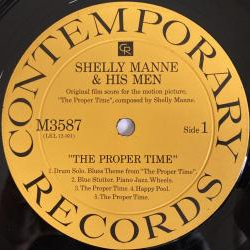 CONTEMPORARY
CR
SHELLY MANNE
& HIS MEN
Original film score for the motion picture,
"The Proper Time", composed by Shelly Manne.
M3587
Side 1
"THE PROPER TIME"
1. Drum Solo. Blues Theme from "The Proper Time".
2. Blue Stutter. Piano Jazz. Wheels.
3. The Proper Time. 4. Happy Pool.
5. The Proper Time.
RECORDS